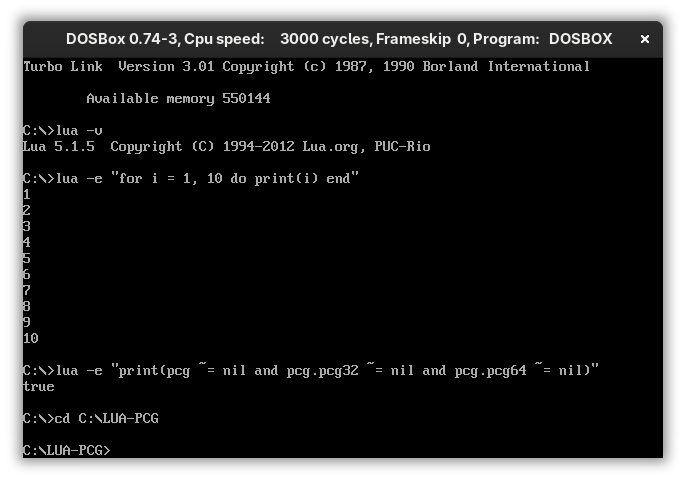 DOSBox 0.74-3, Cpu speed: 3000 cycles, Frameskip 0, Program: DOSBOX ×
Turbo Link Version 3.01 Copyright (c) 1987, 1990 Borland International
Available memory 550144
C:\>lua -v
Lua 5.1.5 Copyright (C) 1994-2012 Lua.org, PUC-Rio
C:\>lua -e "for i = 1, 10 do print(i) end"
1
2
3
4
5
6
7
8
9
10
C:\>lua -e "print(pcg ~= nil and pcg.pcg32 ~= nil and pcg.pcg64 ~= nil)"
true
C:\>cd C:\LUA-PCG
C:\LUA-PCG>